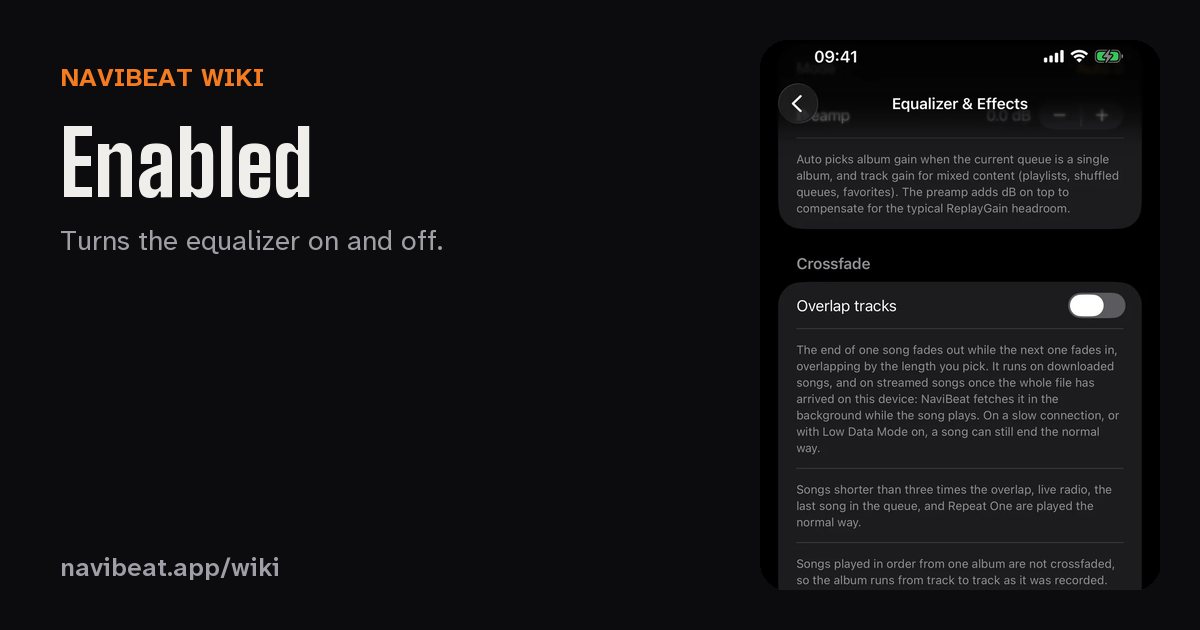 NAVIBEAT WIKI
Enabled
Turns the equalizer on and off.
navibeat.app/wiki
09:41
Equalizer & Effects
0.0 dB
Auto picks album gain when the current queue is a single
album, and track gain for mixed content (playlists, shuffled
queues, favorites). The preamp adds dB on top to
compensate for the typical ReplayGain headroom.
Crossfade
Overlap tracks
The end of one song fades out while the next one fades in,
overlapping by the length you pick. It runs on downloaded
songs, and on streamed songs once the whole file has
arrived on this device: NaviBeat fetches it in the
background while the song plays. On a slow connection, or
with Low Data Mode on, a song can still end the normal
way.
Songs shorter than three times the overlap, live radio, the
last song in the queue, and Repeat One are played the
normal way.
Songs played in order from one album are not crossfaded,
so the album runs from track to track as it was recorded.